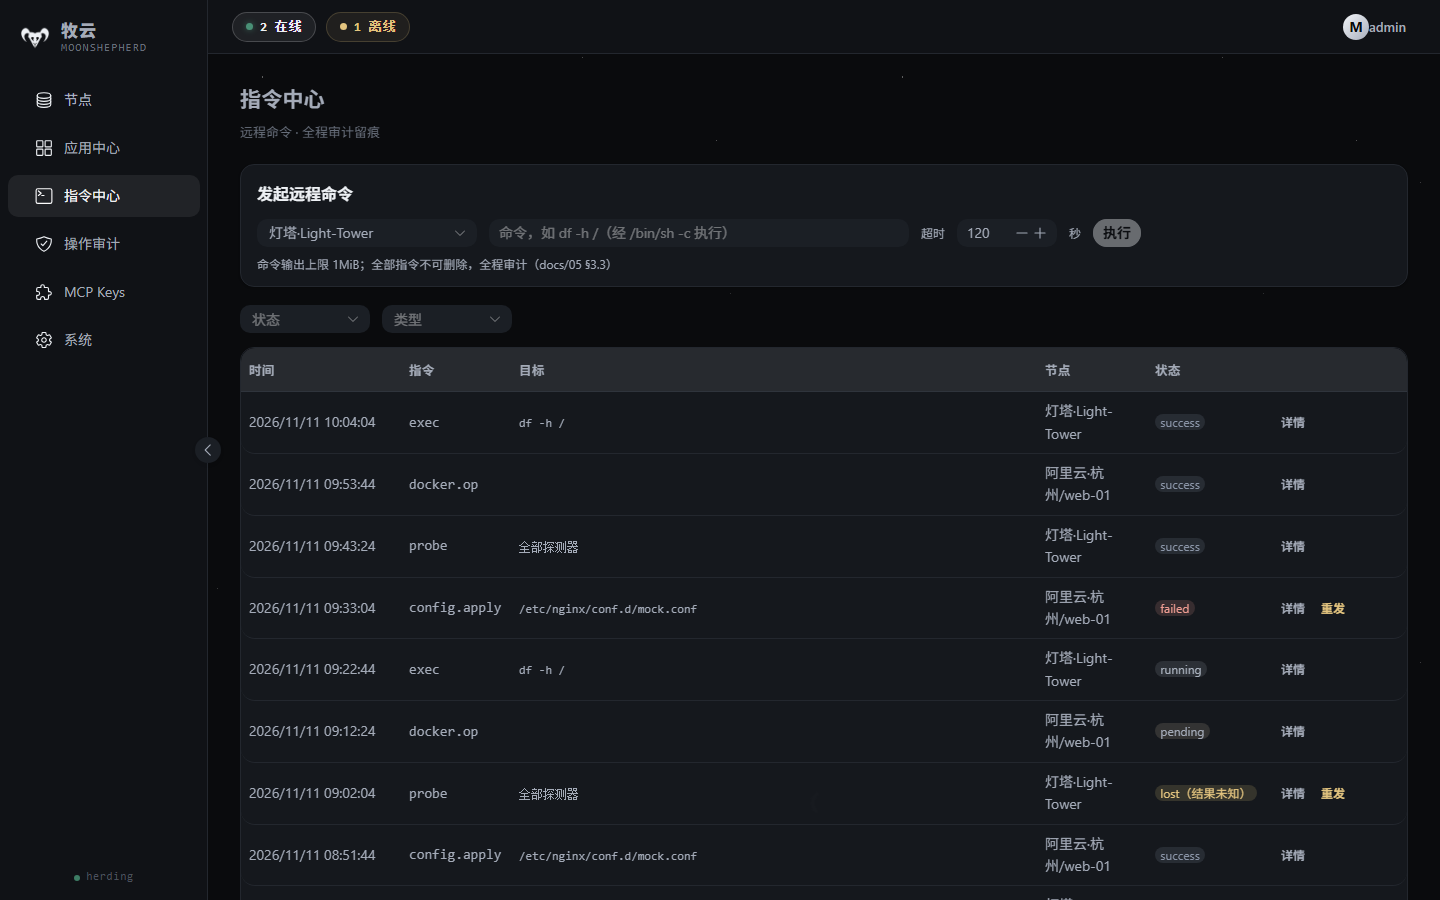 牧云
MOONSHEPHERD
节点
应用中心
指令中心
操作审计
MCP Keys
系统
herding
2 在线
1 离线
M admin
指令中心
远程命令 · 全程审计留痕
发起远程命令
灯塔·Light-Tower
命令，如 df -h /（经 /bin/sh -c 执行）
超时
120
秒
执行
命令输出上限 1MiB；全部指令不可删除，全程审计（docs/05 §3.3）
状态
类型
时间 指令 目标 节点 状态
2026/11/11 10:04:04 exec df -h / 灯塔·Light-
Tower success 详情
2026/11/11 09:53:44 docker.op 阿里云·杭
州/web-01 success 详情
2026/11/11 09:43:24 probe 全部探测器 灯塔·Light-
Tower success 详情
2026/11/11 09:33:04 config.apply /etc/nginx/conf.d/mock.conf 阿里云·杭
州/web-01 failed 详情 重发
2026/11/11 09:22:44 exec df -h / 灯塔·Light-
Tower running 详情
2026/11/11 09:12:24 docker.op 阿里云·杭
州/web-01 pending 详情
2026/11/11 09:02:04 probe 全部探测器 灯塔·Light-
Tower lost（结果未知） 详情 重发
2026/11/11 08:51:44 config.apply /etc/nginx/conf.d/mock.conf 阿里云·杭
州/web-01 success 详情